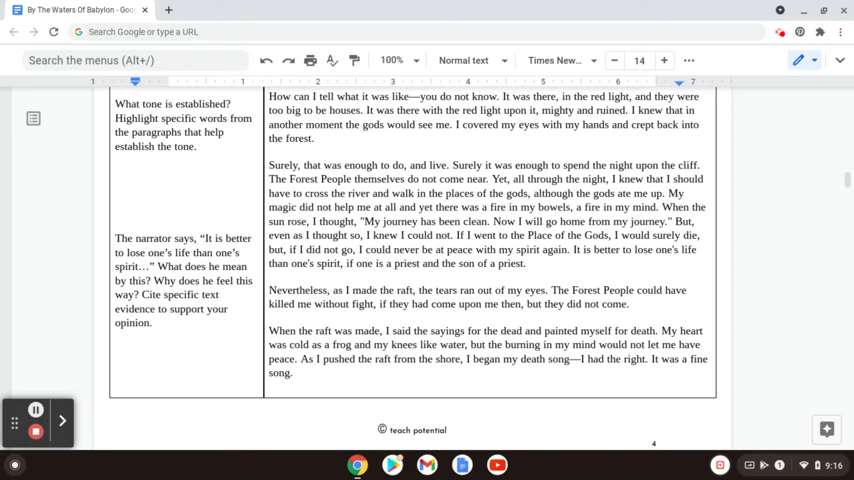 By The Waters Of Babylon - Goo
Search Google or type a URL
Search the menus (Alt+/)
100%
Normal text
Times New...
14
1
1
2
3
4
5
6
7
What tone is established?
Highlight specific words from
the paragraphs that help
establish the tone.
The narrator says, “It is better
to lose one’s life than one’s
spirit…” What does he mean
by this? Why does he feel this
way? Cite specific text
evidence to support your
opinion.
How can I tell what it was like—you do not know. It was there, in the red light, and they were
too big to be houses. It was there with the red light upon it, mighty and ruined. I knew that in
another moment the gods would see me. I covered my eyes with my hands and crept back into
the forest.
Surely, that was enough to do, and live. Surely it was enough to spend the night upon the cliff.
The Forest People themselves do not come near. Yet, all through the night, I knew that I should
have to cross the river and walk in the places of the gods, although the gods ate me up. My
magic did not help me at all and yet there was a fire in my bowels, a fire in my mind. When the
sun rose, I thought, "My journey has been clean. Now I will go home from my journey." But,
even as I thought so, I knew I could not. If I went to the Place of the Gods, I would surely die,
but, if I did not go, I could never be at peace with my spirit again. It is better to lose one's life
than one's spirit, if one is a priest and the son of a priest.
Nevertheless, as I made the raft, the tears ran out of my eyes. The Forest People could have
killed me without fight, if they had come upon me then, but they did not come.
When the raft was made, I said the sayings for the dead and painted myself for death. My heart
was cold as a frog and my knees like water, but the burning in my mind would not let me have
peace. As I pushed the raft from the shore, I began my death song—I had the right. It was a fine
song.
© teach potential
4
1
9:16